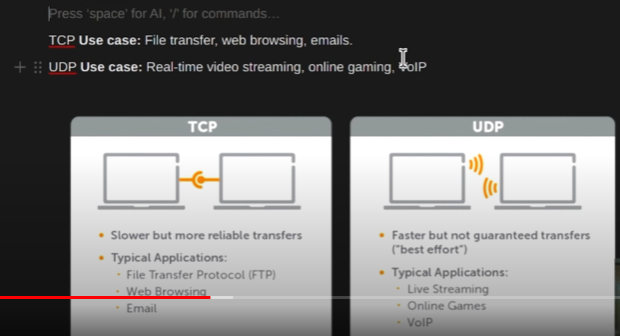 Press ‘space’ for AI, ‘/’ for commands…
TCP Use case: File transfer, web browsing, emails.
UDP Use case: Real-time video streaming, online gaming, VoIP
TCP
Slower but more reliable transfers
Typical Applications:
File Transfer Protocol (FTP)
Web Browsing
Email
UDP
Faster but not guaranteed transfers
("best effort")
Typical Applications:
Live Streaming
Online Games
VoIP